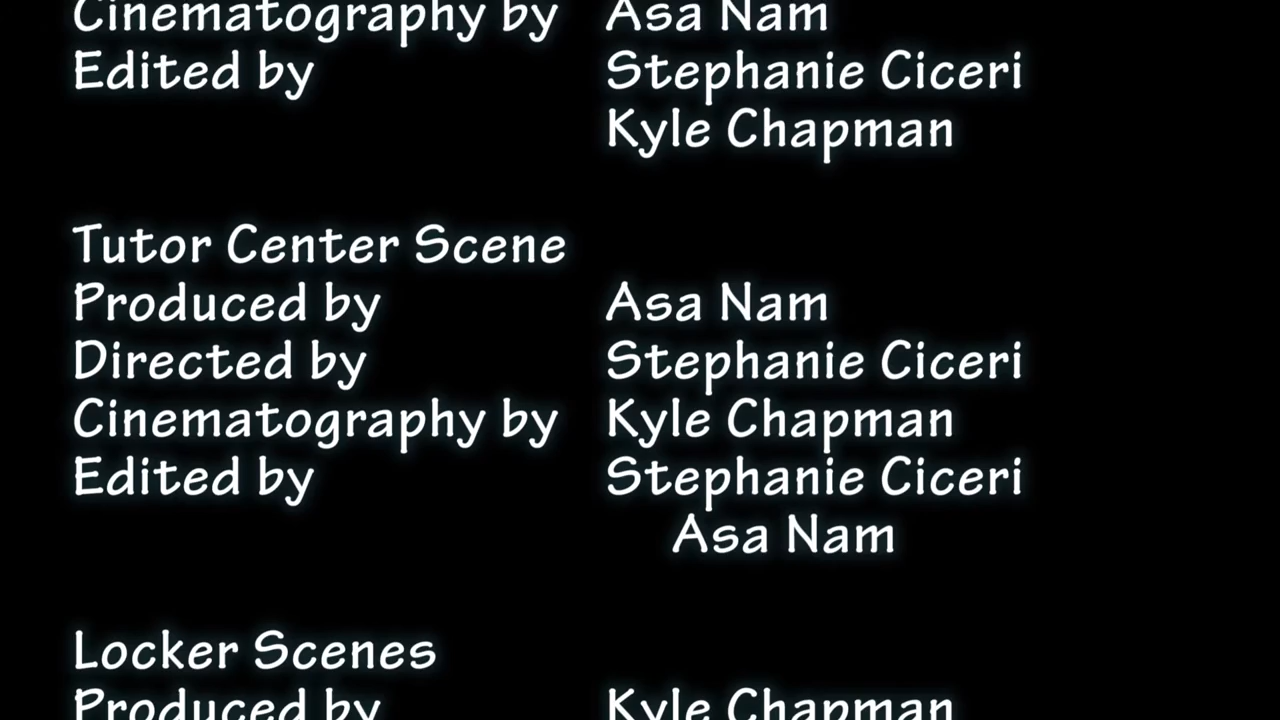 Cinematography by Asa Nam
Edited by Stephanie Ciceri
Kyle Chapman
Tutor Center Scene
Produced by Asa Nam
Directed by Stephanie Ciceri
Cinematography by Kyle Chapman
Edited by Stephanie Ciceri
Asa Nam
Locker Scenes
Produced by Kyle Chapman